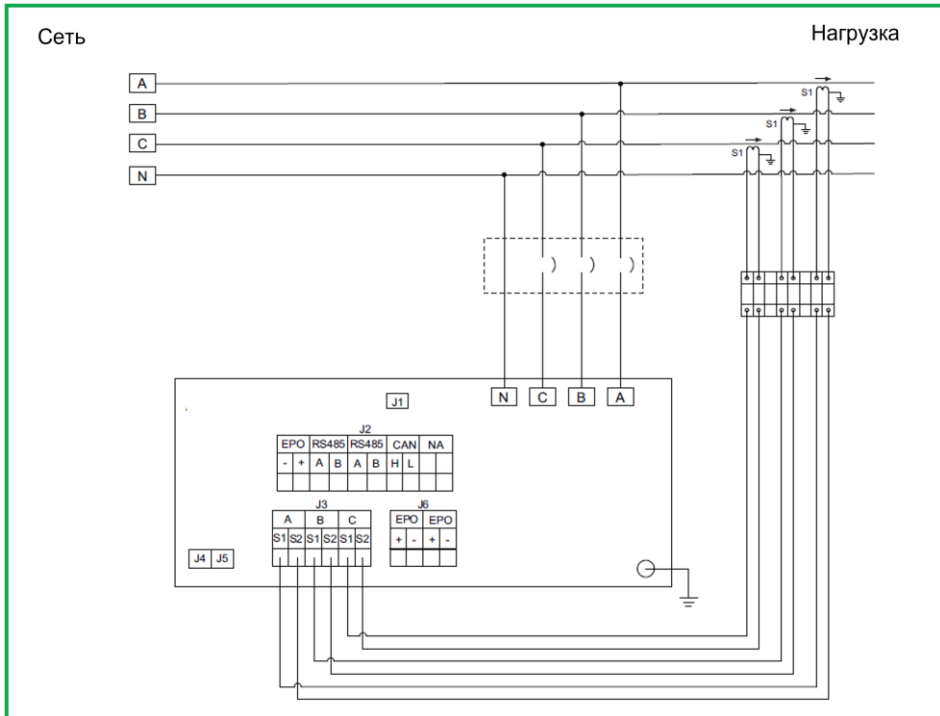 Сеть
Нагрузка
A
S1
B
S1
C
S1
N
N C B A
J1
J2
EPO RS485 RS485 CAN NA
- + A B A B H L
J3
J6
A B C
EPO EPO
S1 S2 S1 S2 S1 S2
+ - + -
J4 J5